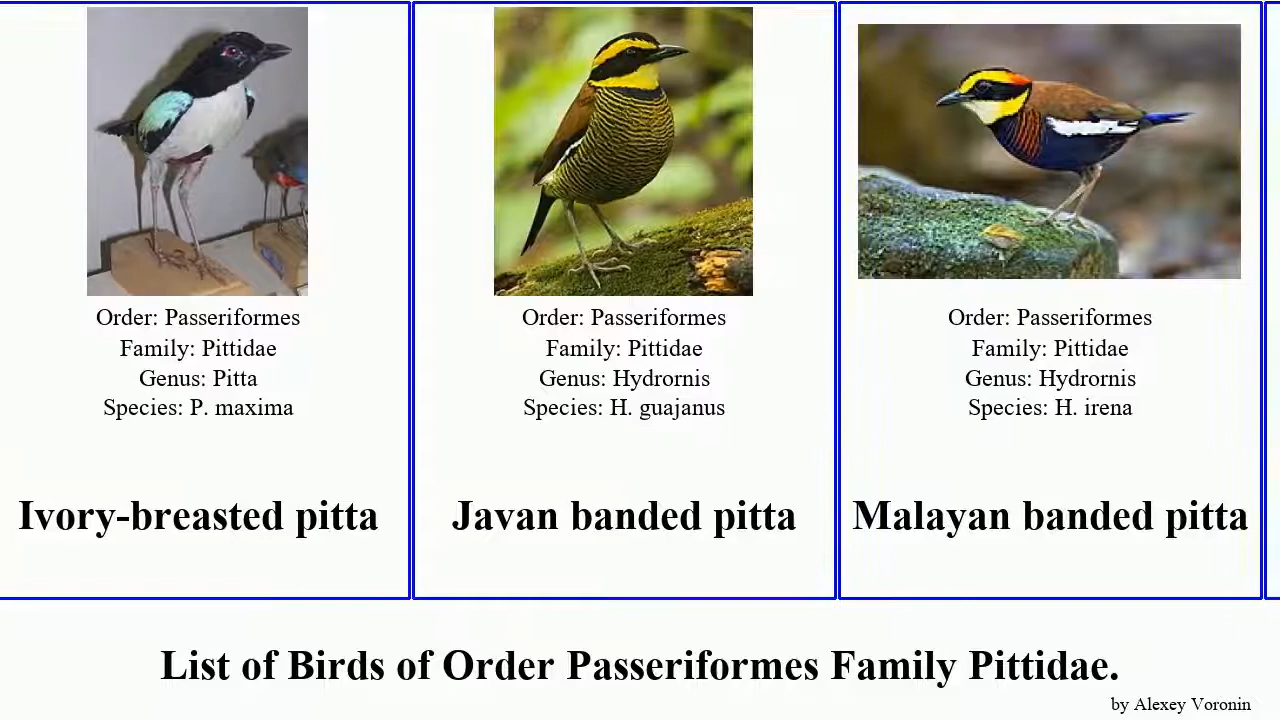 Order: Passeriformes
Family: Pittidae
Genus: Pitta
Species: P. maxima
Ivory-breasted pitta
Order: Passeriformes
Family: Pittidae
Genus: Hydrornis
Species: H. guajanus
Javan banded pitta
Order: Passeriformes
Family: Pittidae
Genus: Hydrornis
Species: H. irena
Malayan banded pitta
List of Birds of Order Passeriformes Family Pittidae.
by Alexey Voronin